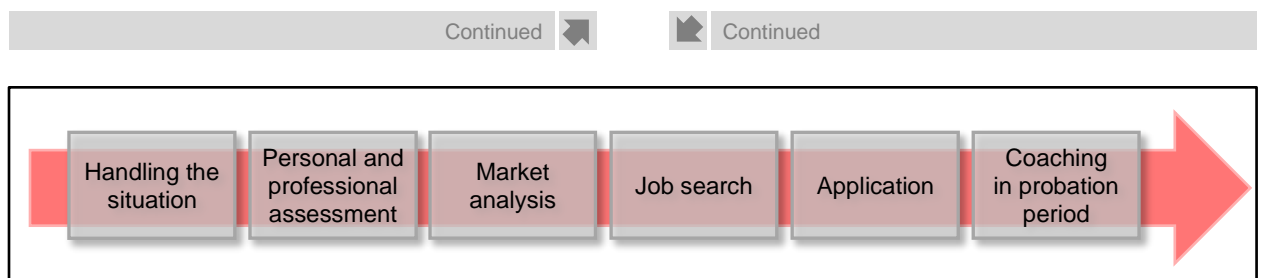 Continued
Continued
Handling the
situation
Personal and
professional
assessment
Market
analysis
Job search
Application
Coaching
in probation
period